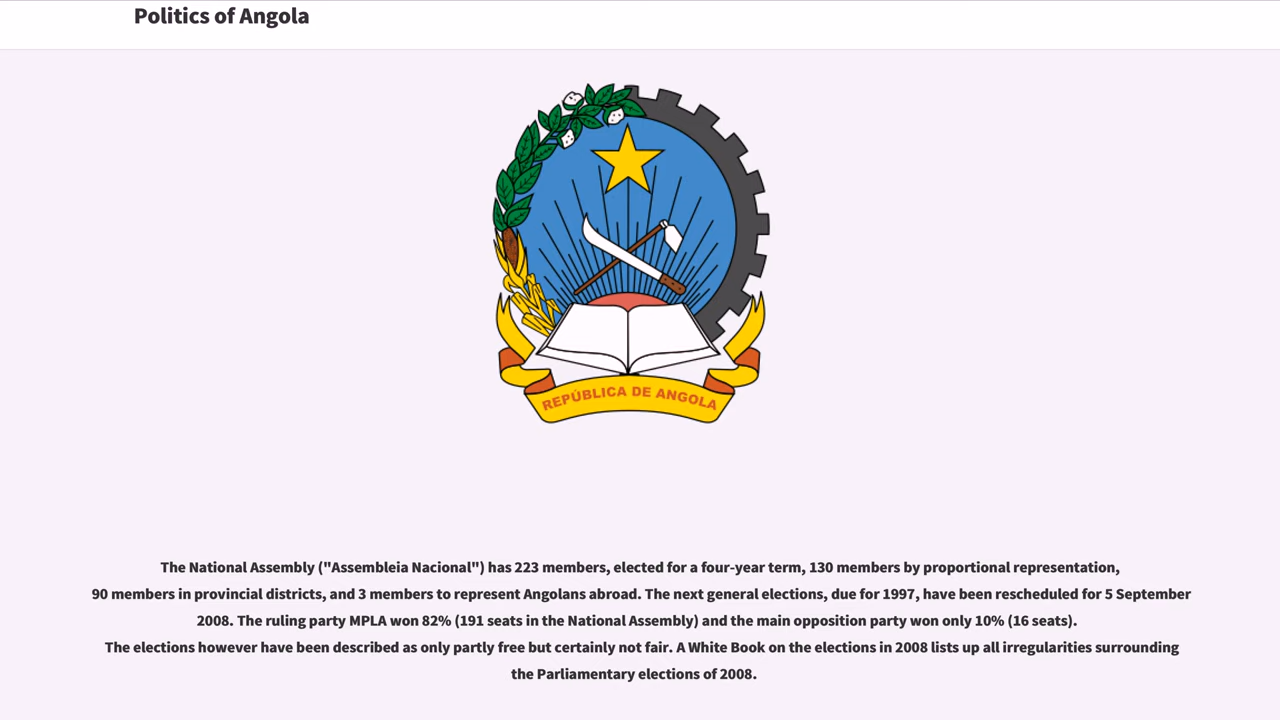 Politics of Angola
REPÚBLICA DE ANGOLA
The National Assembly ("Assembleia Nacional") has 223 members, elected for a four-year term, 130 members by proportional representation,
90 members in provincial districts, and 3 members to represent Angolans abroad. The next general elections, due for 1997, have been rescheduled for 5 September
2008. The ruling party MPLA won 82% (191 seats in the National Assembly) and the main opposition party won only 10% (16 seats).
The elections however have been described as only partly free but certainly not fair. A White Book on the elections in 2008 lists up all irregularities surrounding
the Parliamentary elections of 2008.